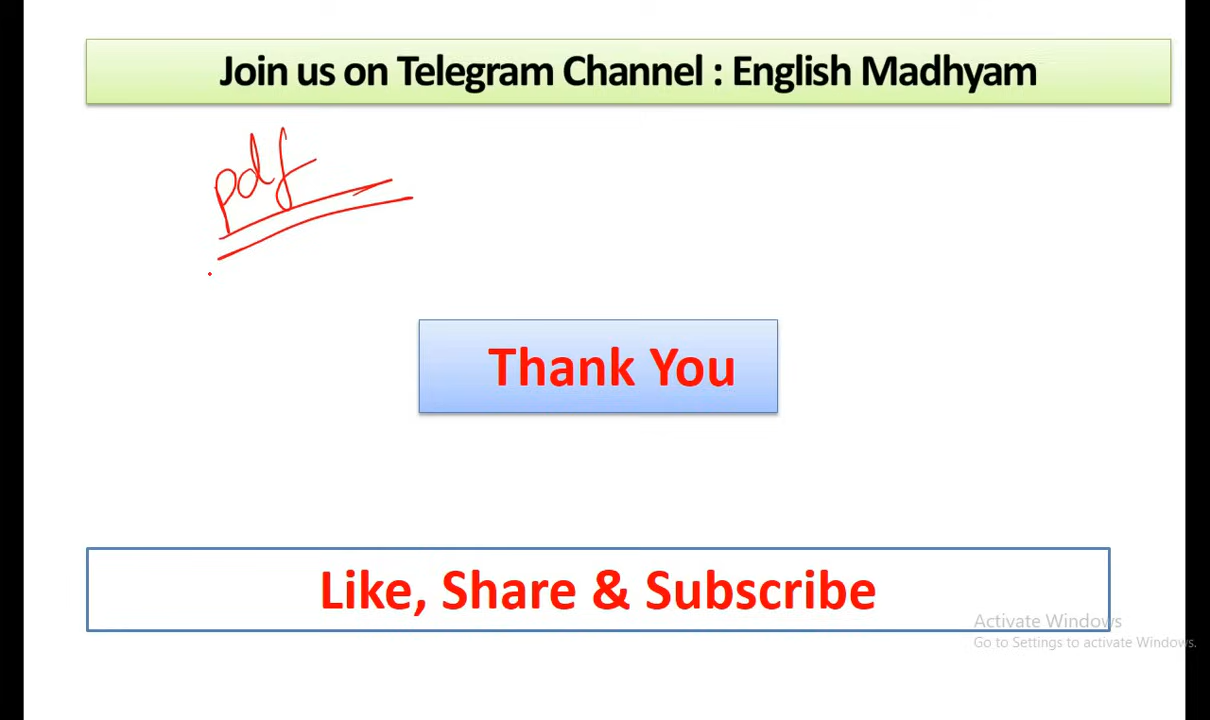 Join us on Telegram Channel : English Madhyam
pdf
Thank You
Like, Share & Subscribe
Activate Windows
Go to Settings to activate Windows.